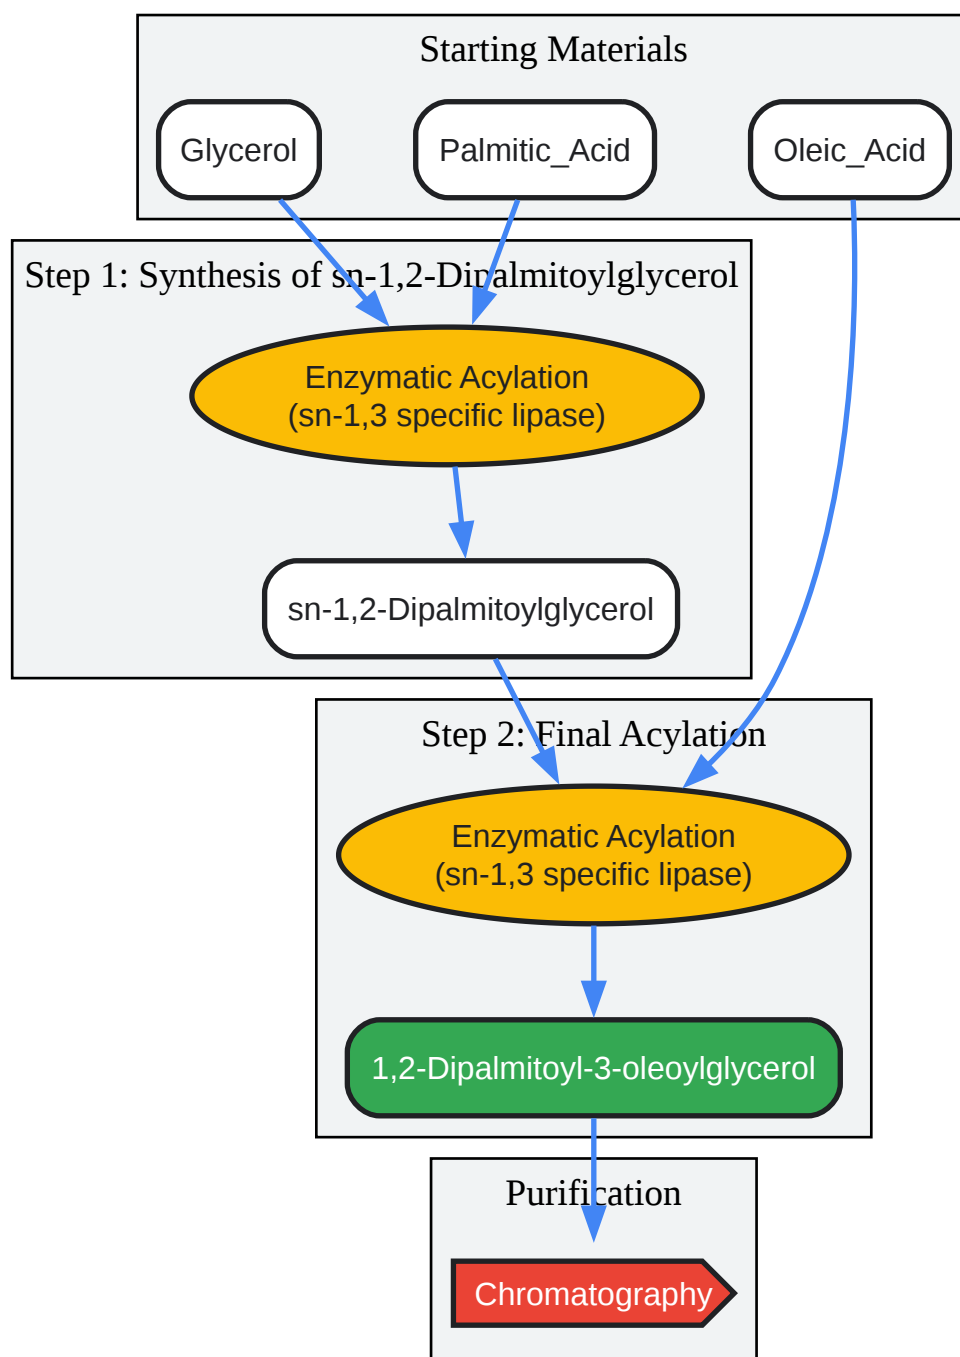 Starting Materials
Glycerol
Palmitic_Acid
Oleic_Acid
Step 1: Synthesis of sn-1,2-Dipalmitoylglycerol
Enzymatic Acylation
(sn-1,3 specific lipase)
sn-1,2-Dipalmitoylglycerol
Step 2: Final Acylation
Enzymatic Acylation
(sn-1,3 specific lipase)
1,2-Dipalmitoyl-3-oleoylglycerol
Purification
Chromatography